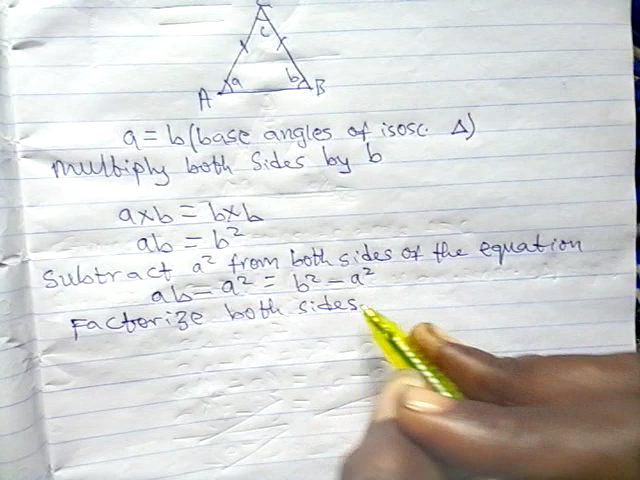 C
c
a
b
A
B
a = b (base angles of isosc. Δ)
multiply both sides by b
a×b = b×b
ab = b²
Subtract a² from both sides of the equation
ab - a² = b² - a²
Factorize both sides.